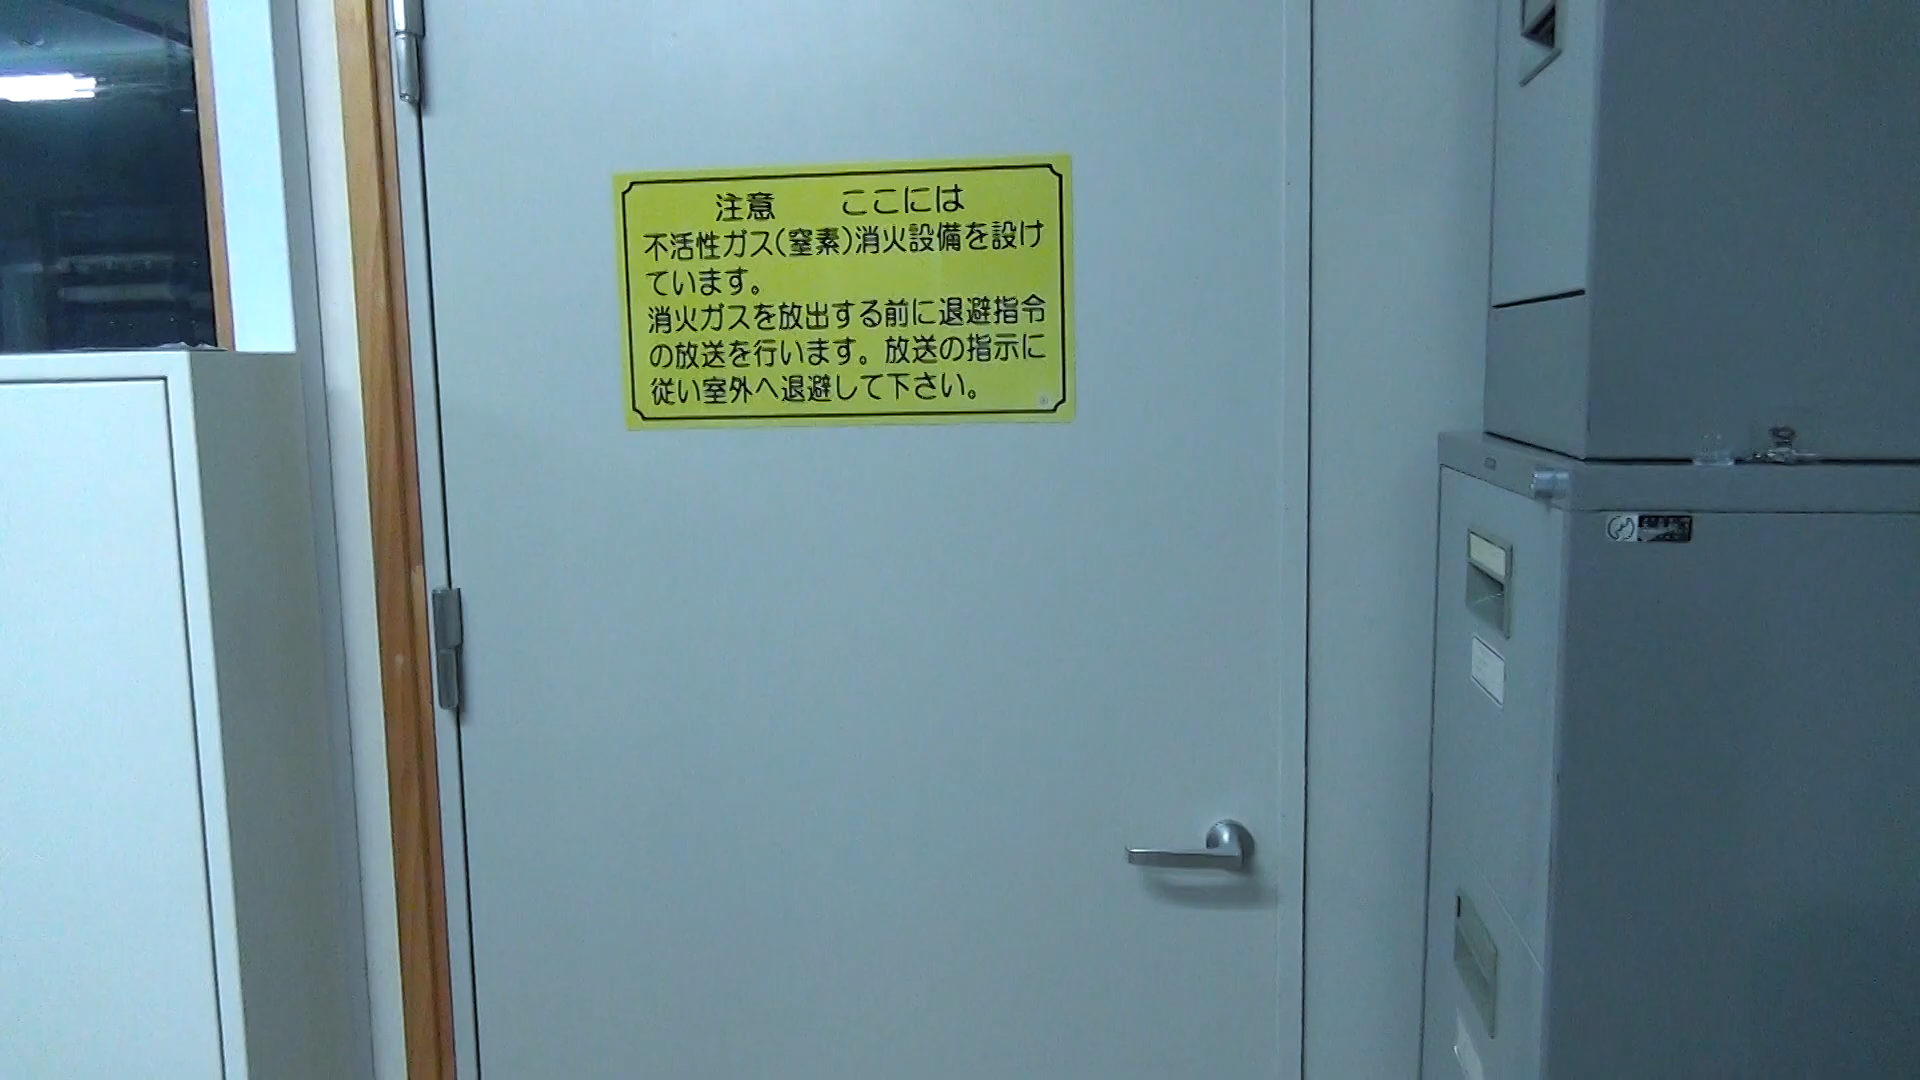 注意　ここには
不活性ガス(窒素)消火設備を設け
ています。
消火ガスを放出する前に退避指令
の放送を行います。放送の指示に
従い室外へ退避して下さい。